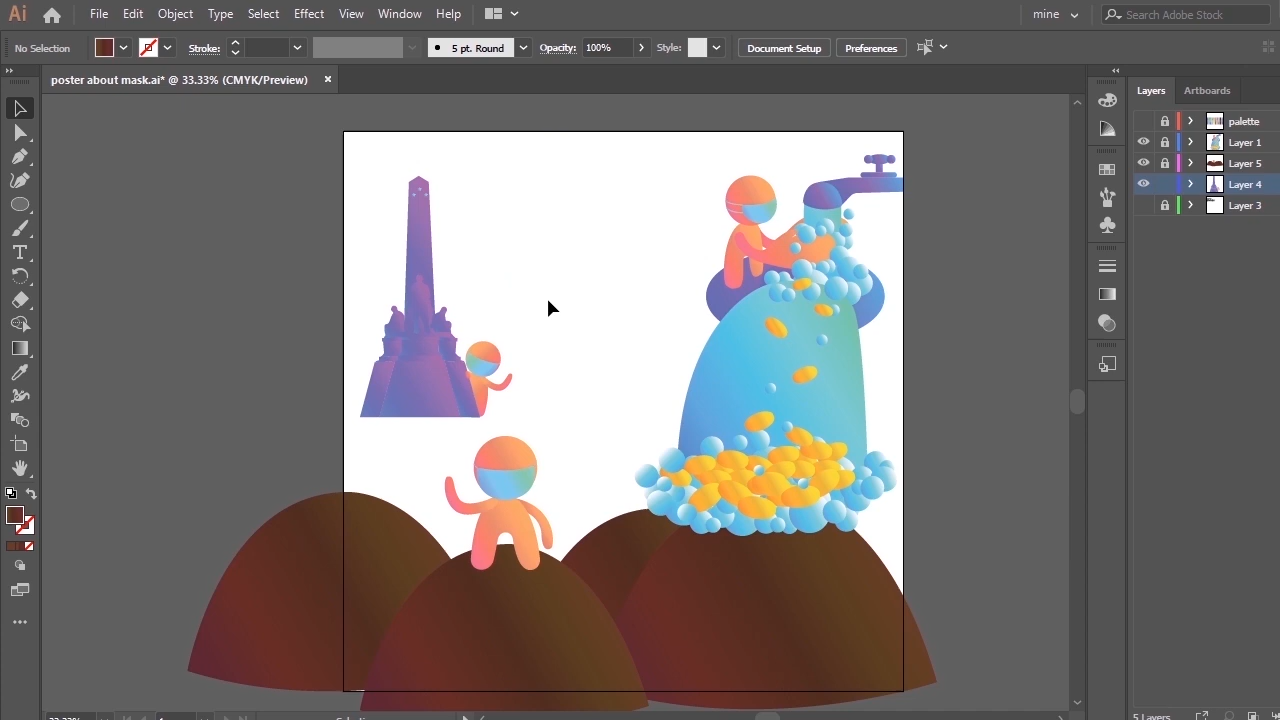 Ai File Edit Object Type Select Effect View Window Help mine Search Adobe Stock
No Selection Stroke: 5 pt. Round Opacity: 100% Style: Document Setup Preferences
poster about mask.ai* @ 33.33% (CMYK/Preview) ×
Layers Artboards
palette
Layer 1
Layer 5
Layer 4
Layer 3
5 Layers